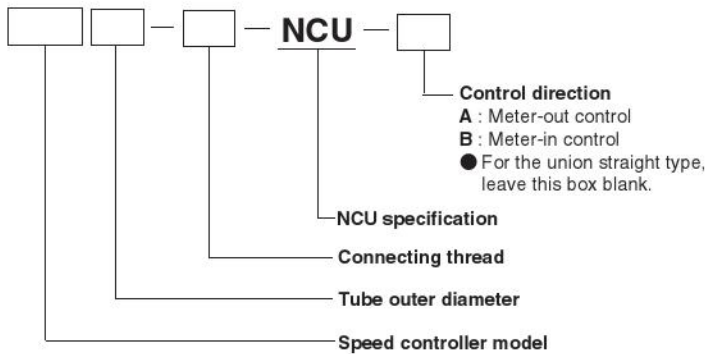 NCU
Control direction
A : Meter-out control
B : Meter-in control
● For the union straight type,
leave this box blank.
NCU specification
Connecting thread
Tube outer diameter
Speed controller model